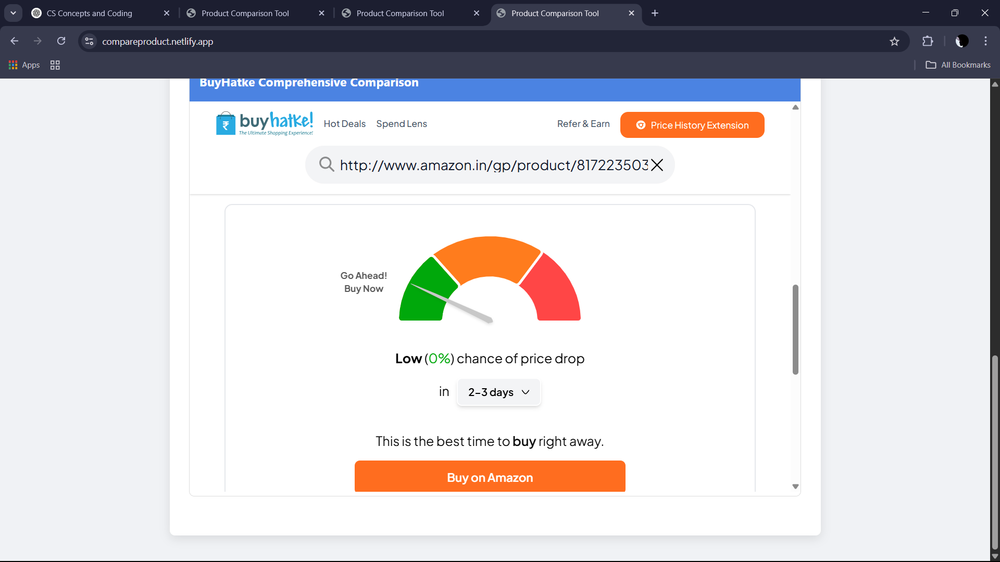 CS Concepts and Coding
Product Comparison Tool
Product Comparison Tool
Product Comparison Tool
compareproduct.netlify.app
Apps
All Bookmarks
BuyHatke Comprehensive Comparison
₹ buyhatke!
The Ultimate Shopping Experience!
Hot Deals
Spend Lens
Refer & Earn
Price History Extension
http://www.amazon.in/gp/product/817223503
Go Ahead!
Buy Now
Low (0%) chance of price drop
in 2-3 days
This is the best time to buy right away.
Buy on Amazon